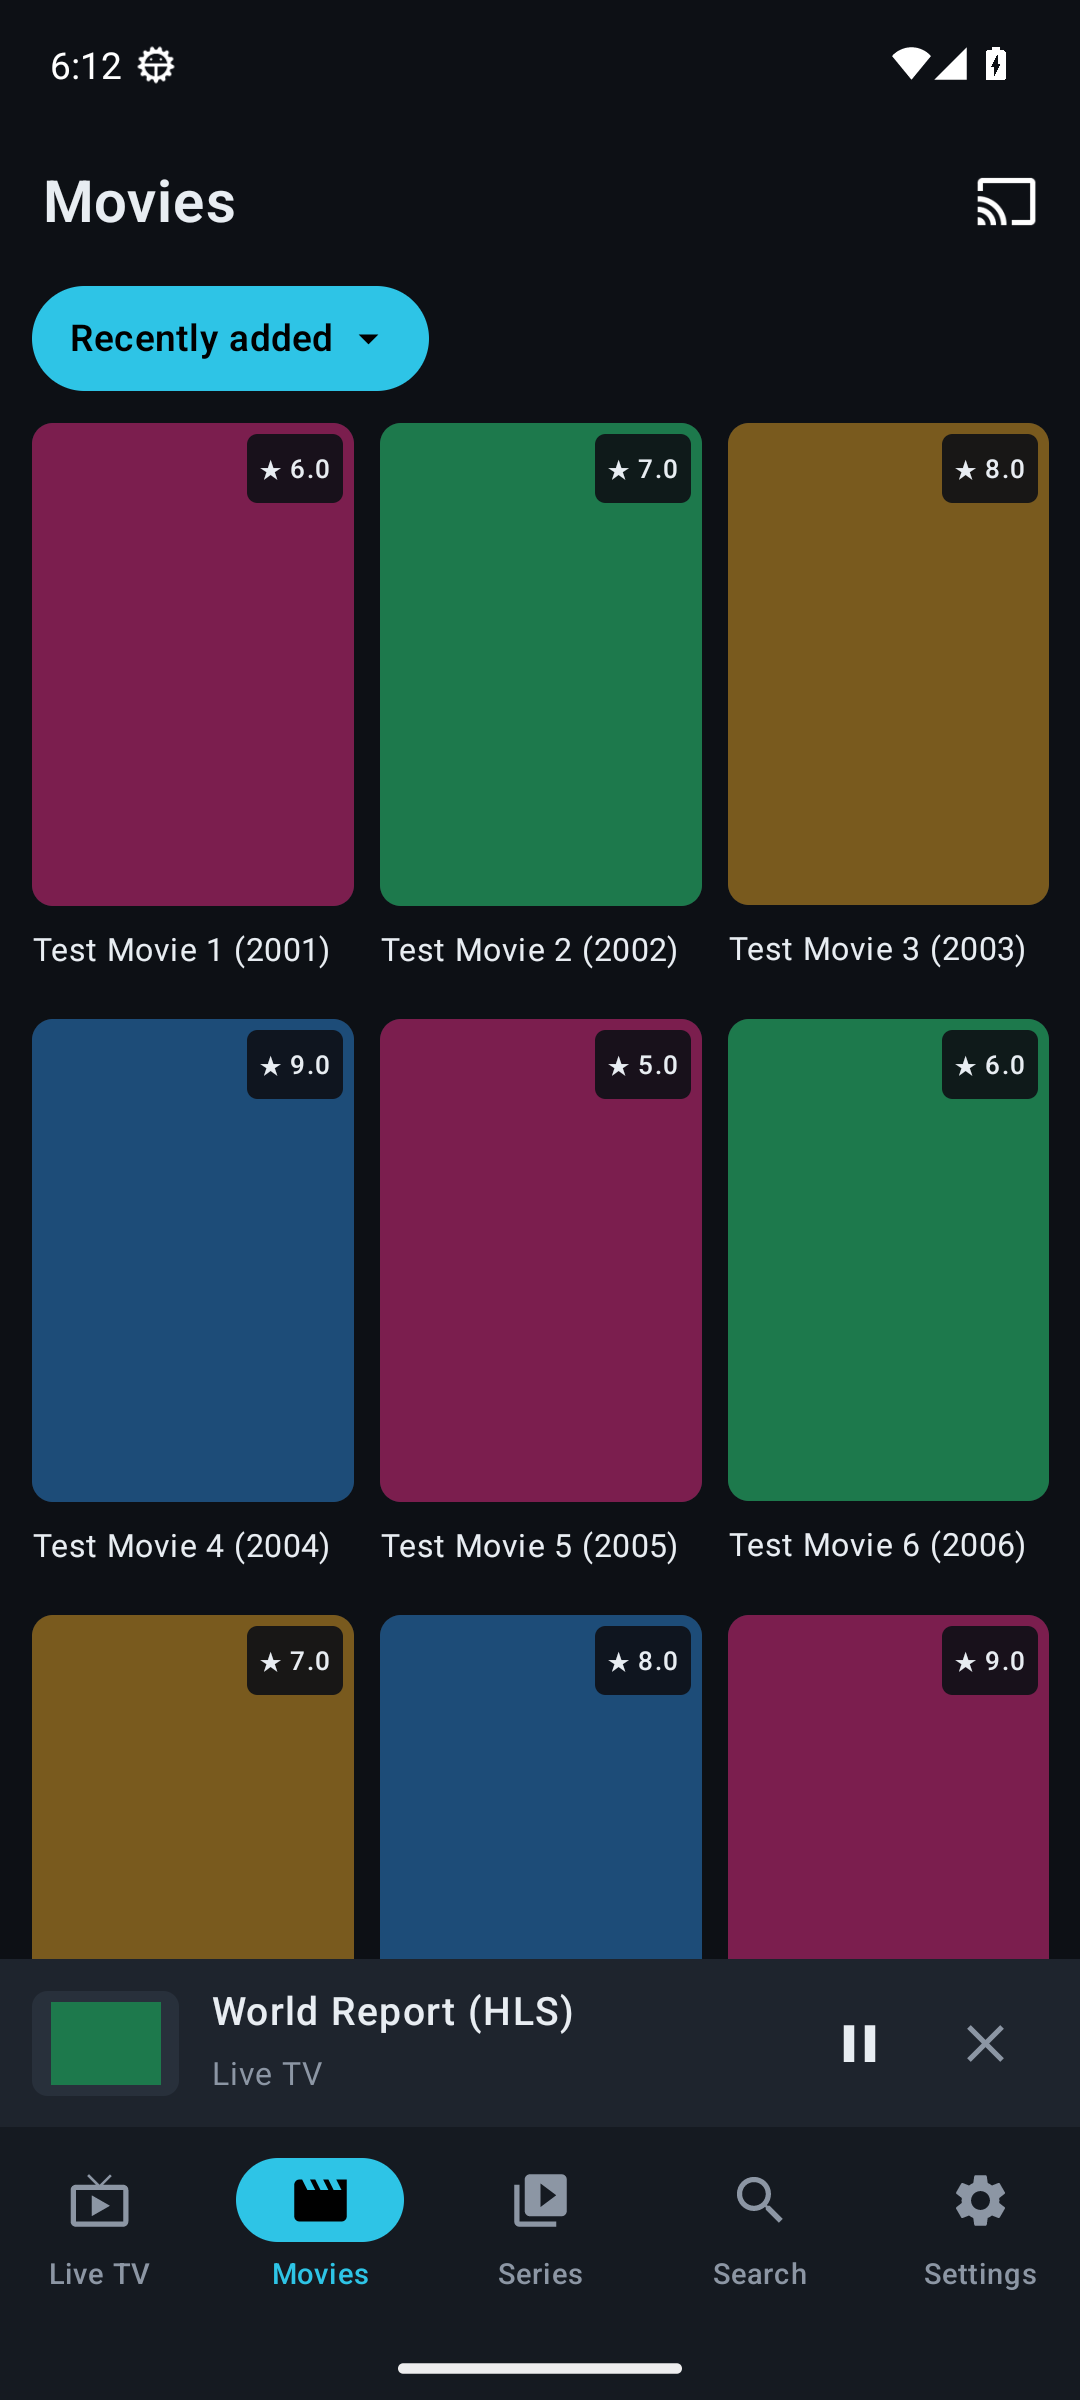 6:12
Movies
Recently added
★ 6.0
★ 7.0
★ 8.0
Test Movie 1 (2001)
Test Movie 2 (2002)
Test Movie 3 (2003)
★ 9.0
★ 5.0
★ 6.0
Test Movie 4 (2004)
Test Movie 5 (2005)
Test Movie 6 (2006)
★ 7.0
★ 8.0
★ 9.0
World Report (HLS)
Live TV
Live TV
Movies
Series
Search
Settings